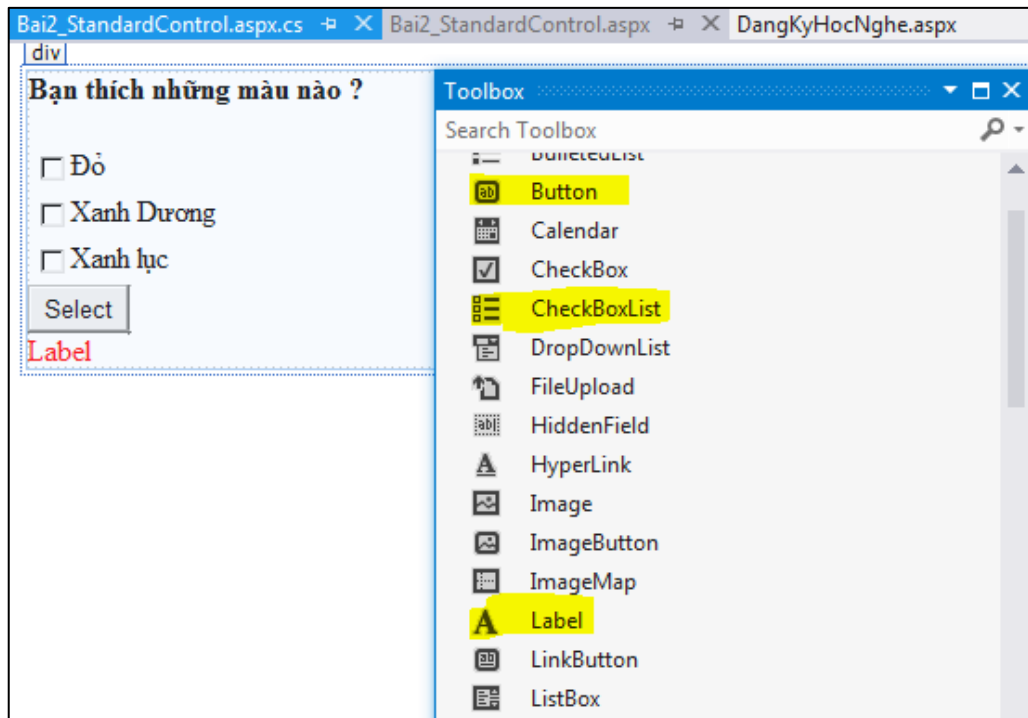 Bai2_StandardControl.aspx.cs Bai2_StandardControl.aspx DangKyHocNghe.aspx
div
Bạn thích những màu nào ?
Đỏ
Xanh Dương
Xanh lục
Select
Label
Toolbox
Search Toolbox
BulletedList
Button
Calendar
CheckBox
CheckBoxList
DropDownList
FileUpload
HiddenField
HyperLink
Image
ImageButton
ImageMap
Label
LinkButton
ListBox